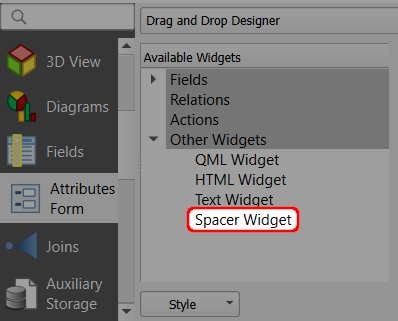 Drag and Drop Designer
3D View
Diagrams
Fields
Attributes
Form
Joins
Auxiliary
Storage
Available Widgets
Fields
Relations
Actions
Other Widgets
QML Widget
HTML Widget
Text Widget
Spacer Widget
Style